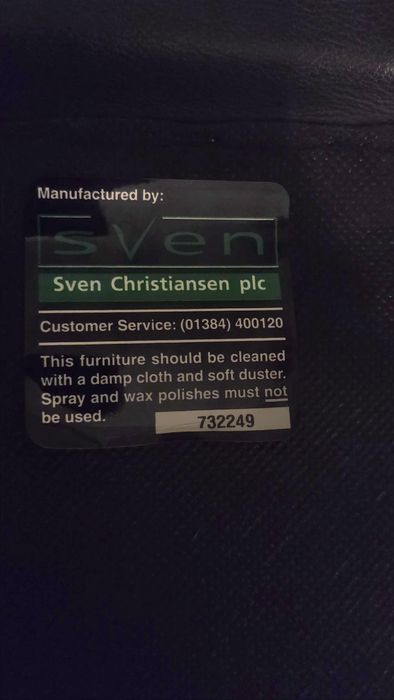 Manufactured by:
sven
Sven Christiansen plc
Customer Service: (01384) 400120
This furniture should be cleaned
with a damp cloth and soft duster.
Spray and wax polishes must not
be used.
732249